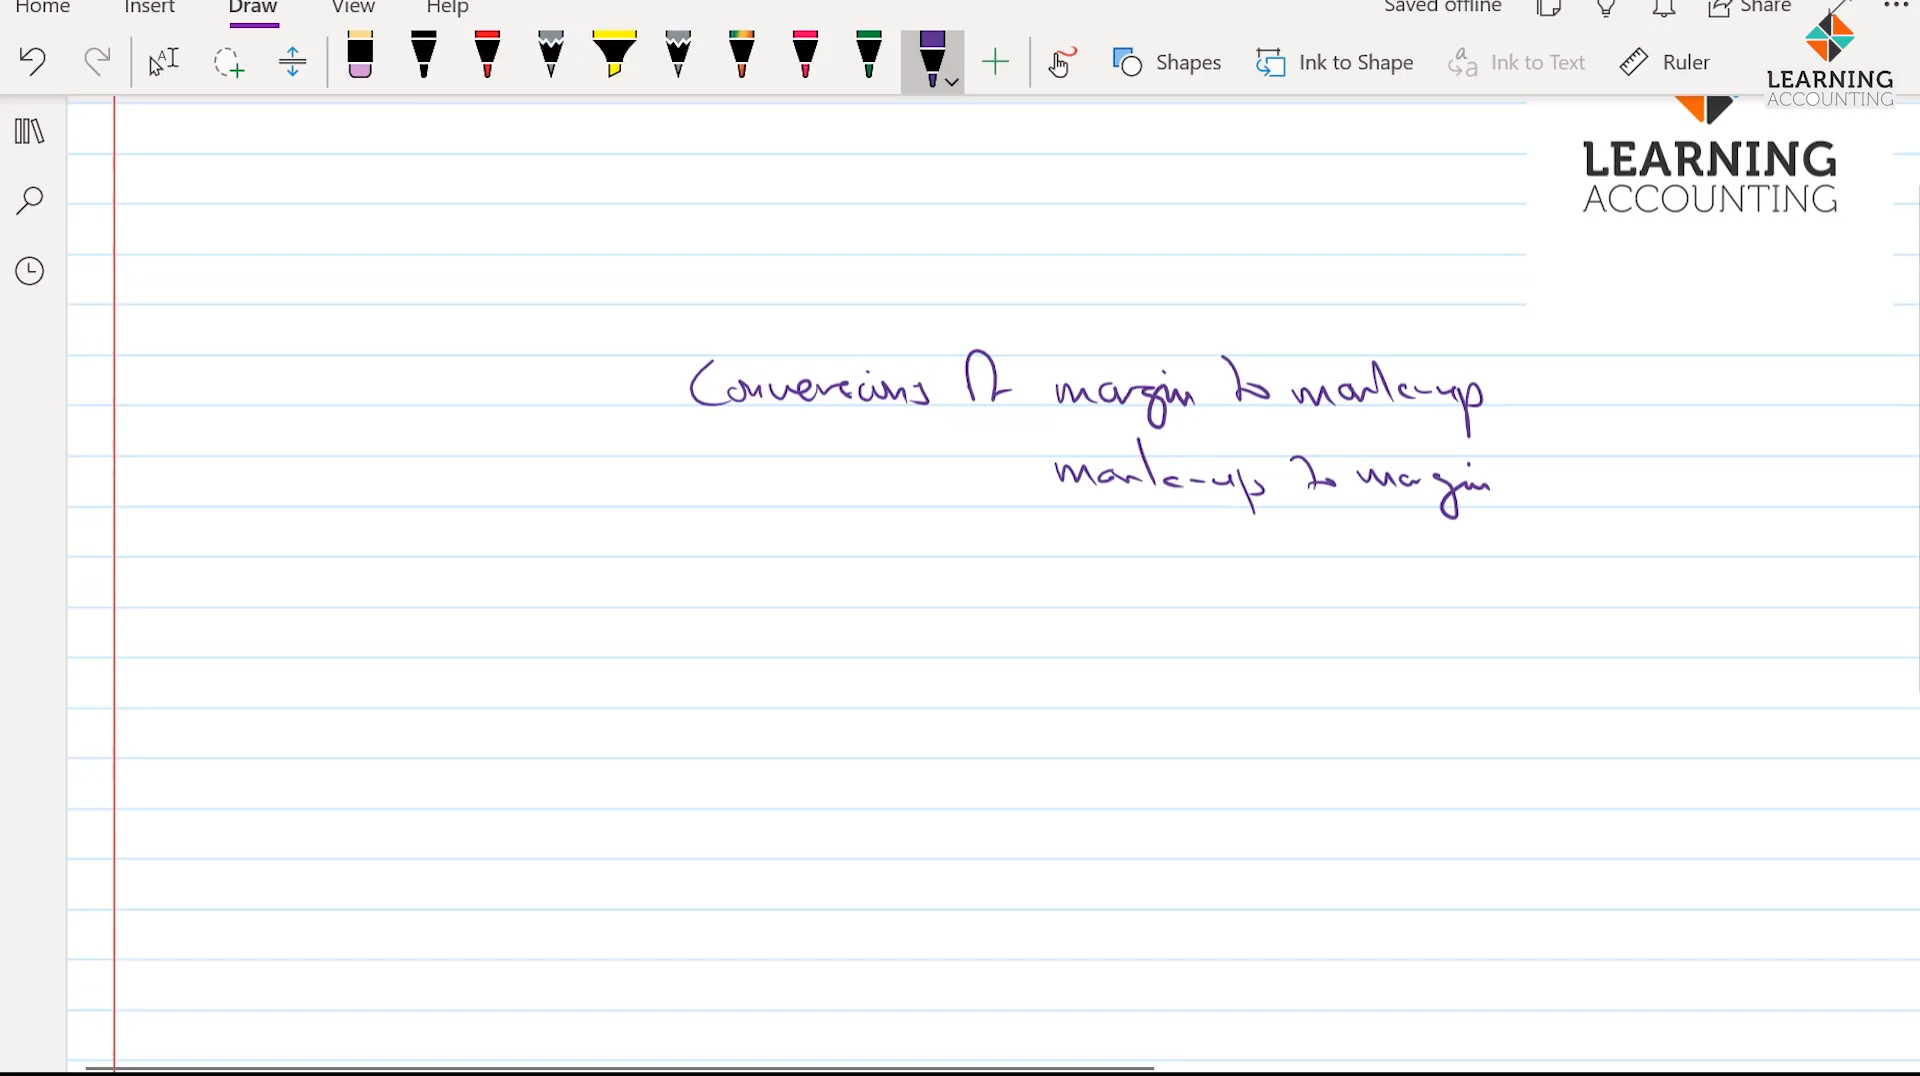 Home Insert Draw View Help Saved offline Share
Shapes Ink to Shape Ink to Text Ruler
LEARNING
ACCOUNTING
LEARNING
ACCOUNTING
Conversions of margin to mark-up
mark-up to margin